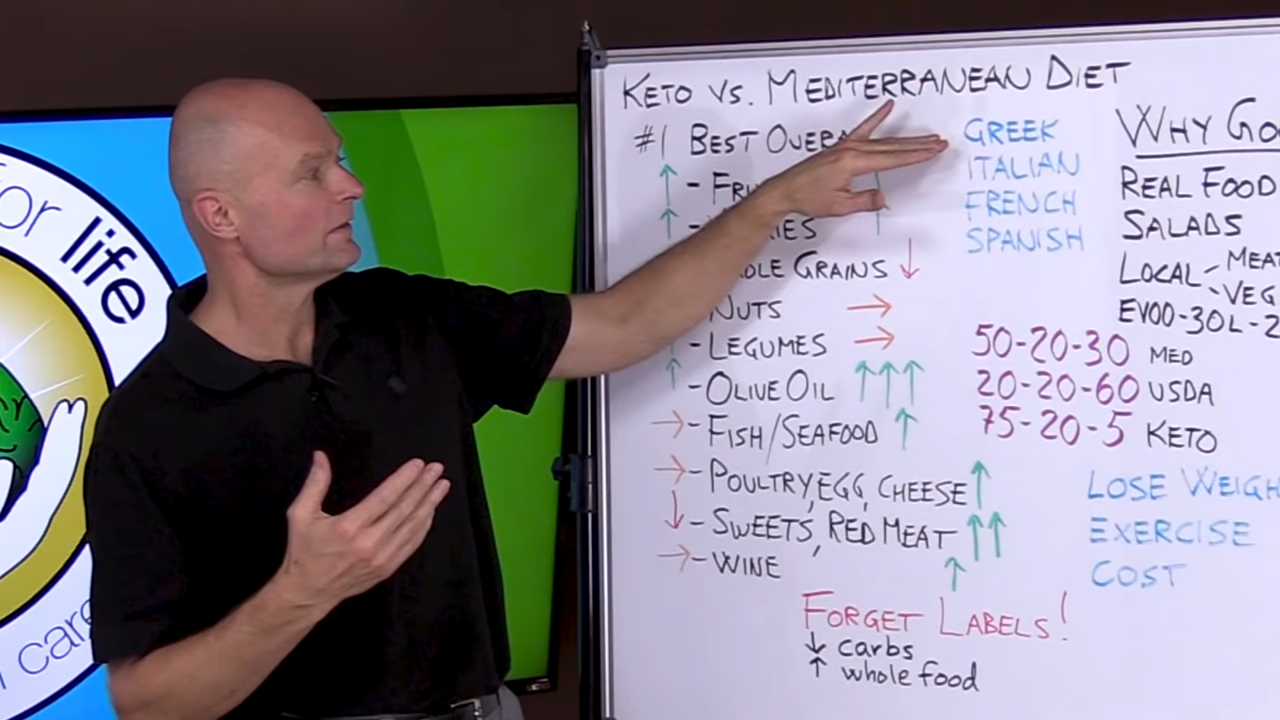 for life
care
KETO VS. MEDITERRANEAN DIET
#1 BEST
↑ -
↑ -
WHOLE GRAINS ↓
NUTS →
↑ - LEGUMES →
↑ - OLIVE OIL ↑↑↑
→ - FISH/SEAFOOD ↑
→ - POULTRY, EGG, CHEESE ↑
↓ - SWEETS, RED MEAT ↑↑
→ - WINE ↑
FORGET LABELS!
↓ carbs
↑ whole food
GREEK
ITALIAN
FRENCH
SPANISH
50-20-30 MED
20-20-60 USDA
75-20-5 KETO
LOSE WEIGH
EXERCISE
COST
WHY GO
REAL FOOD
SALADS
LOCAL - MEAT
- VEG
EVOO-30L-2